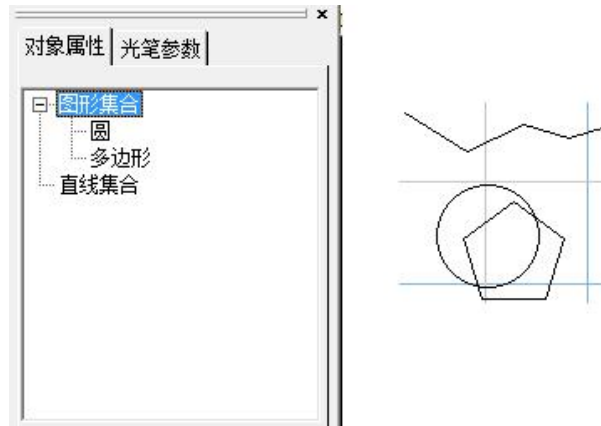 对象属性 光笔参数
图形集合
圆
多边形
直线集合